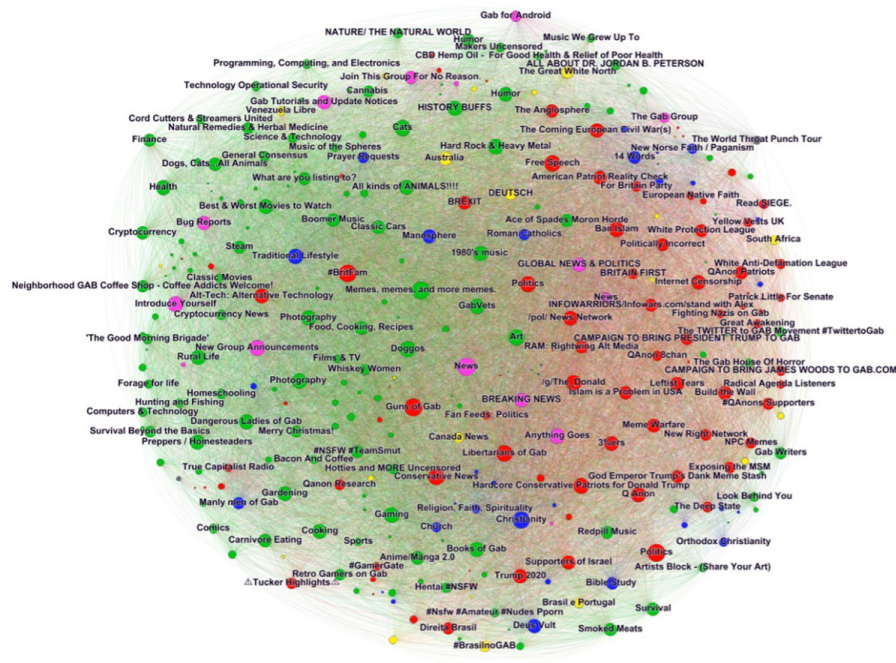 Gab for Android
NATURE/ THE NATURAL WORLD
Humor
Music We Grew Up To
Makers Uncensored
CBD Hemp Oil - For Good Health & Relief of Poor Health
Programming, Computing, and Electronics
ALL ABOUT DR. JORDAN B. PETERSON
The Great White North
Join This Group For No Reason.
Technology Operational Security
Cannabis
Humor
Gab Tutorials and Update Notices
HISTORY BUFFS
The Anglosphere
Venezuela Libre
Cord Cutters & Streamers United
The Gab Group
Natural Remedies & Herbal Medicine
Cats
The Coming European Civil War(s)
Finance
Science & Technology
The World Threat Punch Tour
Music of the Spheres
Hard Rock & Heavy Metal
New Norse Faith / Paganism
General Consensus
Prayer Requests
Australia
14 Words
Dogs, Cats...All Animals
Free Speech
What are you listing to?
American Patriot Reality Check
Health
All kinds of ANIMALS!!!!
For Britain Party
DEUTSCH
European Native Faith
BREXIT
Read SIEGE.
Best & Worst Movies to Watch
Bug Reports
Boomer Music
Ace of Spades Moron Horde
Yellow Vests UK
Classic Cars
Ban Islam
White Protection League
Cryptocurrency
Manosphere
Roman Catholics
South Africa
Steam
Politically Incorrect
Traditional Lifestyle
1980's music
GLOBAL NEWS & POLITICS
White Anti-Defamation League
#BritFam
BRITAIN FIRST
QAnon Patriots
Classic Movies
Internet Censorship
Neighborhood GAB Coffee Shop - Coffee Addicts Welcome!
Politics
Memes, memes, and more memes.
Alt-Tech: Alternative Technology
News
Patrick Little For Senate
Introduce Yourself
GabVets
INFOWARRIORS/Infowars.com/stand with Alex
Cryptocurrency News
Photography
/pol/ News Network
Fighting Nazis on Gab
Great Awakening
Food, Cooking, Recipes
The TWITTER to GAB Movement #TwittertoGab
'The Good Morning Brigade'
Art
CAMPAIGN TO BRING PRESIDENT TRUMP TO GAB
New Group Announcements
Doggos
RAM: Rightwing Alt Media
Rural Life
Films & TV
QAnon 8chan
The Gab House Of Horror
Whiskey Women
News
CAMPAIGN TO BRING JAMES WOODS TO GAB.COM
Forage for life
Photography
/g/The_Donald
Leftist Tears
Radical Agenda Listeners
Homeschooling
Islam is a Problem in USA
Build the Wall
Hunting and Fishing
BREAKING NEWS
#QAnons Supporters
Computers & Technology
Guns of Gab
Dangerous Ladies of Gab
Fan Feeds: Politics
Survival Beyond the Basics
Merry Christmas!
Meme Warfare
Preppers / Homesteaders
Canada News
Anything Goes
New Right Network
3%ers
NPC Memes
#NSFW #TeamSmut
Libertarians of Gab
Gab Writers
Bacon And Coffee
True Capitalist Radio
Hotties and MORE Uncensored
Exposing the MSM
Conservative News
God Emperor Trump's Dank Meme Stash
Qanon Research
Hardcore Conservative Patriots for Donald Trump
Gardening
Q Anon
Look Behind You
Manly men of Gab
Religion, Faith, Spirituality
The Deep State
Gaming
Christianity
Comics
Church
Cooking
Redpill Music
Carnivore Eating
Sports
Orthodox Christianity
Books of Gab
Politics
Anime/Manga 2.0
#GamerGate
Supporters of Israel
Artists Block - (Share Your Art)
Retro Gamers on Gab
Trump 2020
⚠Tucker Highlights⚠
Hentai #NSFW
Bible Study
Brasil e Portugal
Survival
#Nsfw #Amateur #Nudes Pporn
Direita Brasil
Deus Vult
Smoked Meats
#BrasilnoGAB